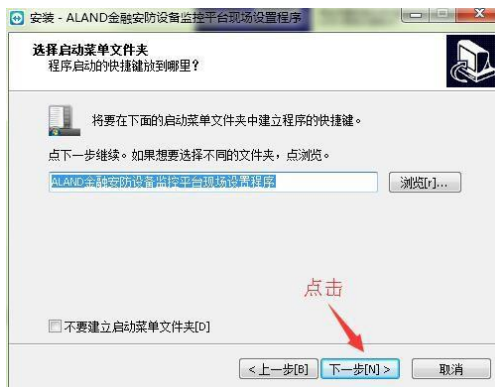 安装 - ALAND金融安防设备监控平台现场设置程序
选择启动菜单文件夹
程序启动的快捷键放到哪里?
将要在下面的启动菜单文件夹中建立程序的快捷键。
点下一步继续。如果想要选择不同的文件夹，点浏览。
ALAND金融安防设备监控平台现场设置程序
浏览[r]...
点击
不要建立启动菜单文件夹[D]
<上一步[B]
下一步[N] >
取消